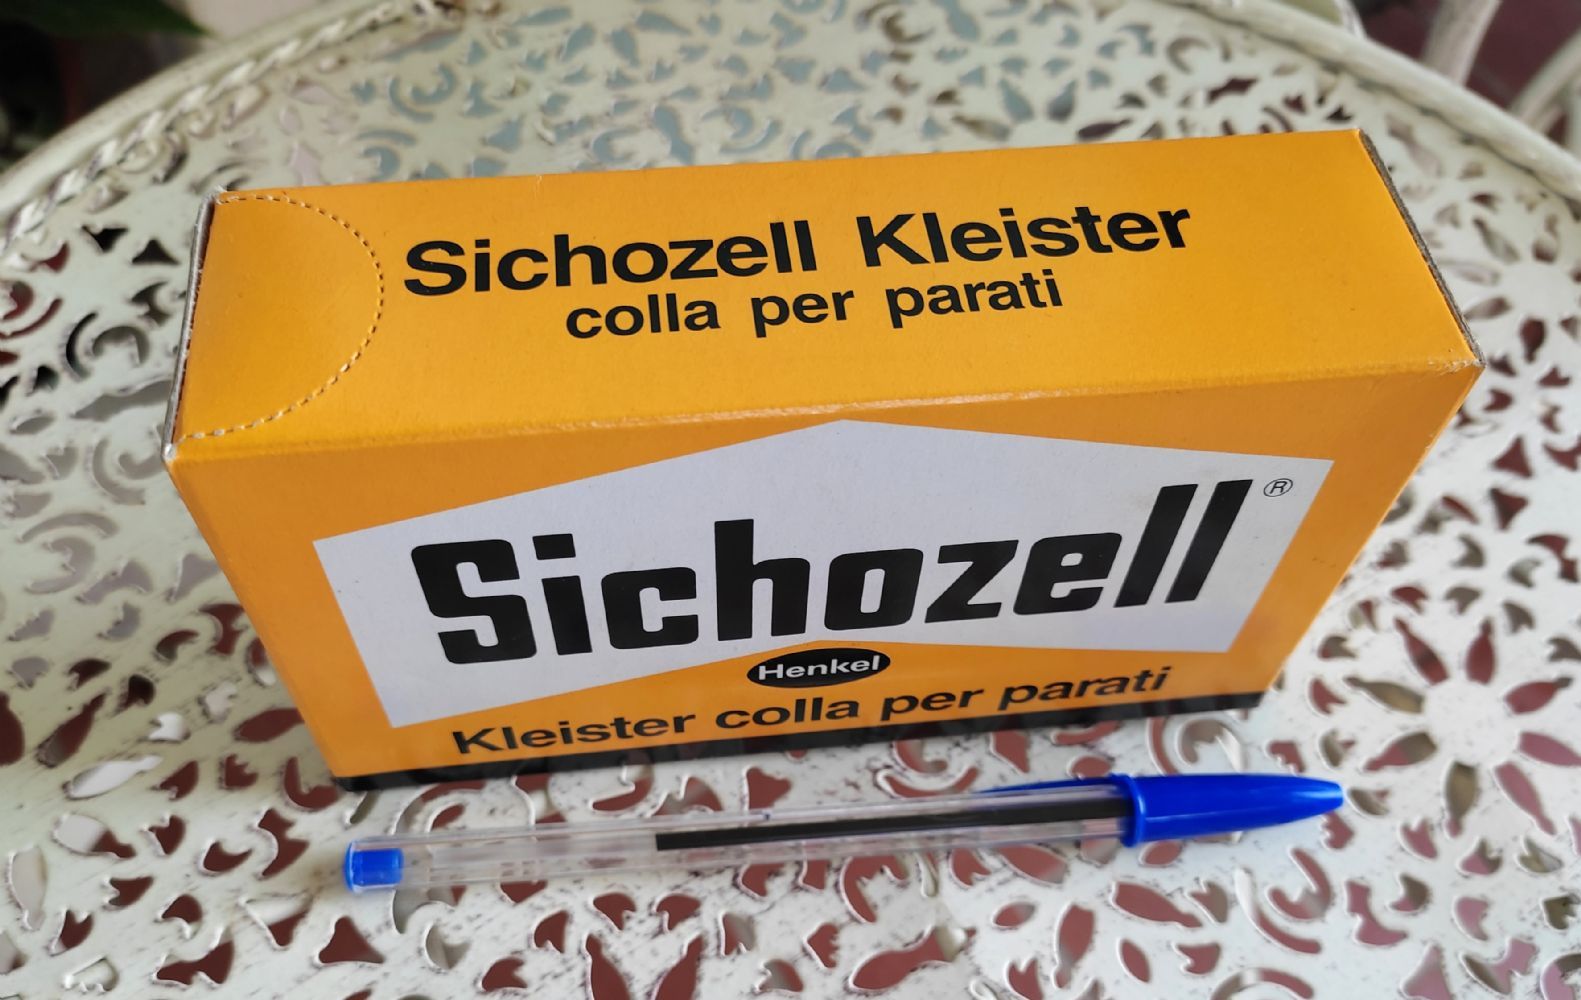 Sichozell Kleister
colla per parati
Sichozell®
Henkel
Kleister colla per parati